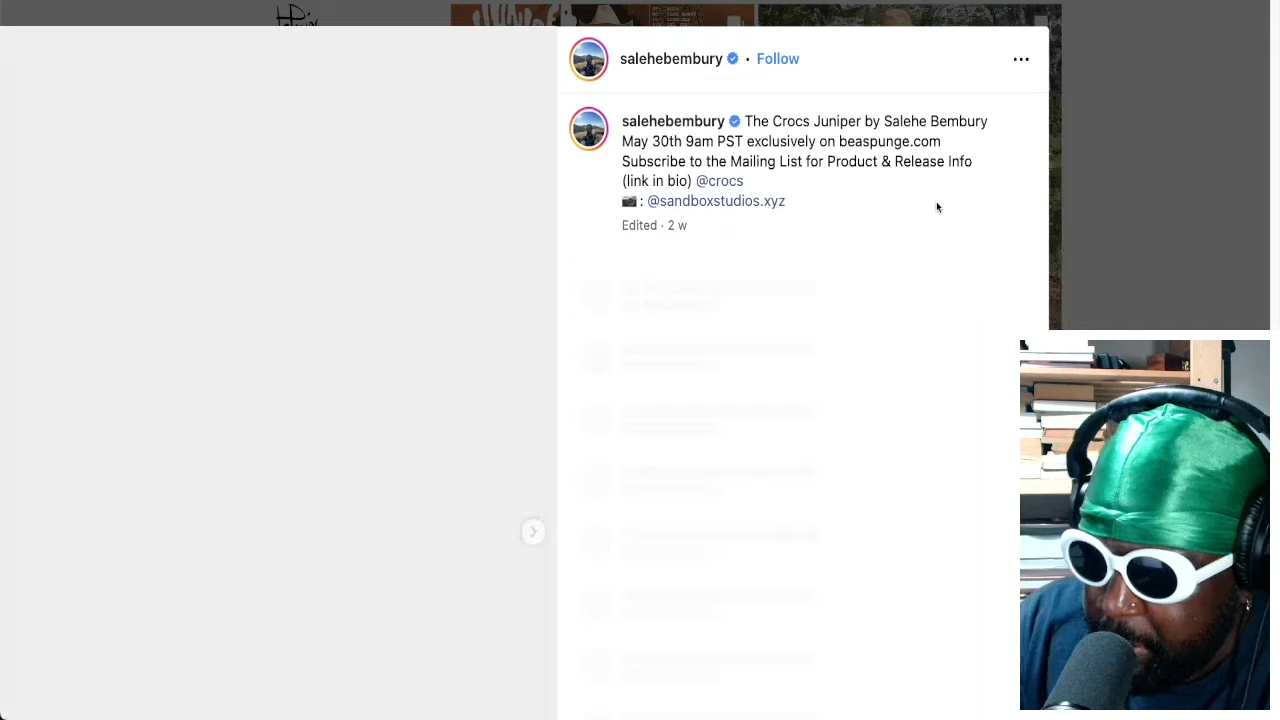 JUNIPER
salehebembury • Follow
salehebembury The Crocs Juniper by Salehe Bembury
May 30th 9am PST exclusively on beaspunge.com
Subscribe to the Mailing List for Product & Release Info
(link in bio) @crocs
📷 : @sandboxstudios.xyz
Edited · 2 w